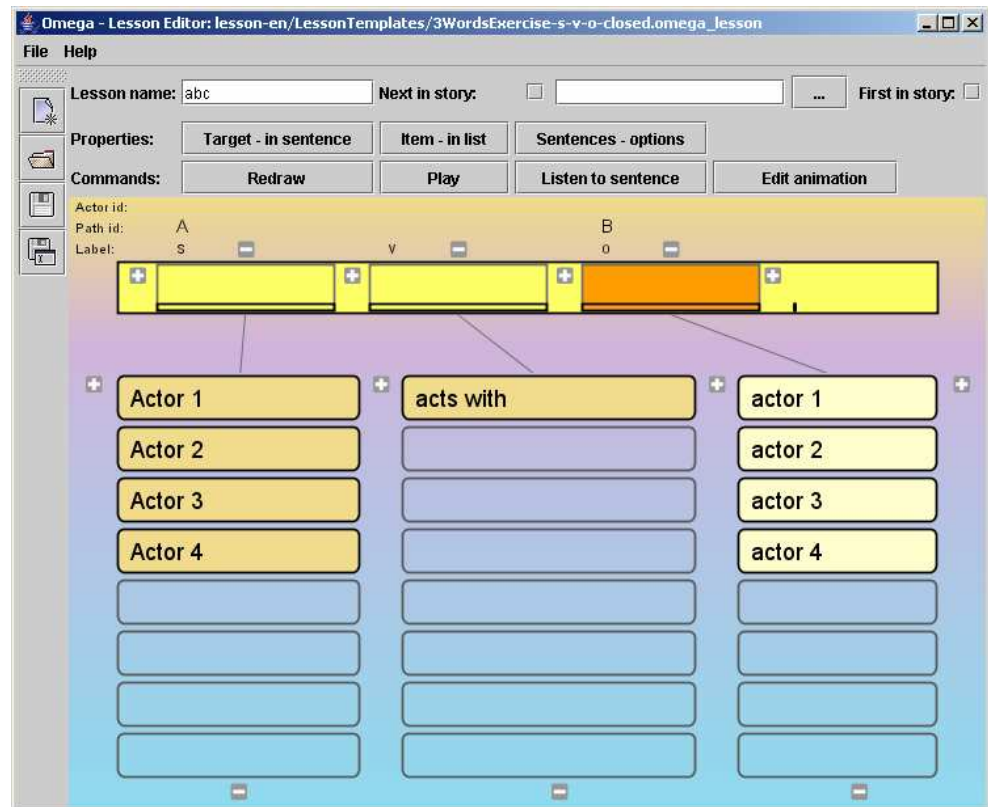 Omega - Lesson Editor: lesson-en/LessonTemplates/3WordsExercise-s-v-o-closed.omega_lesson
File Help
Lesson name: abc Next in story: ... First in story:
Properties: Target - in sentence Item - in list Sentences - options
Commands: Redraw Play Listen to sentence Edit animation
Actor id:
Path id: A B
Label: s v o
Actor 1 acts with actor 1
Actor 2 actor 2
Actor 3 actor 3
Actor 4 actor 4